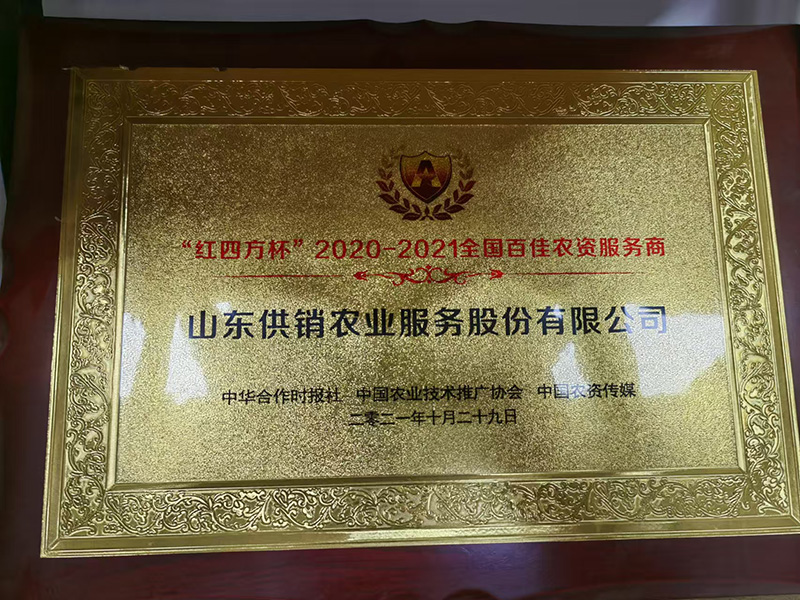 A
“红四方杯”2020-2021全国百佳农资服务商
山东供销农业服务股份有限公司
中华合作时报社 中国农业技术推广协会 中国农资传媒
二零二一年十月二十九日